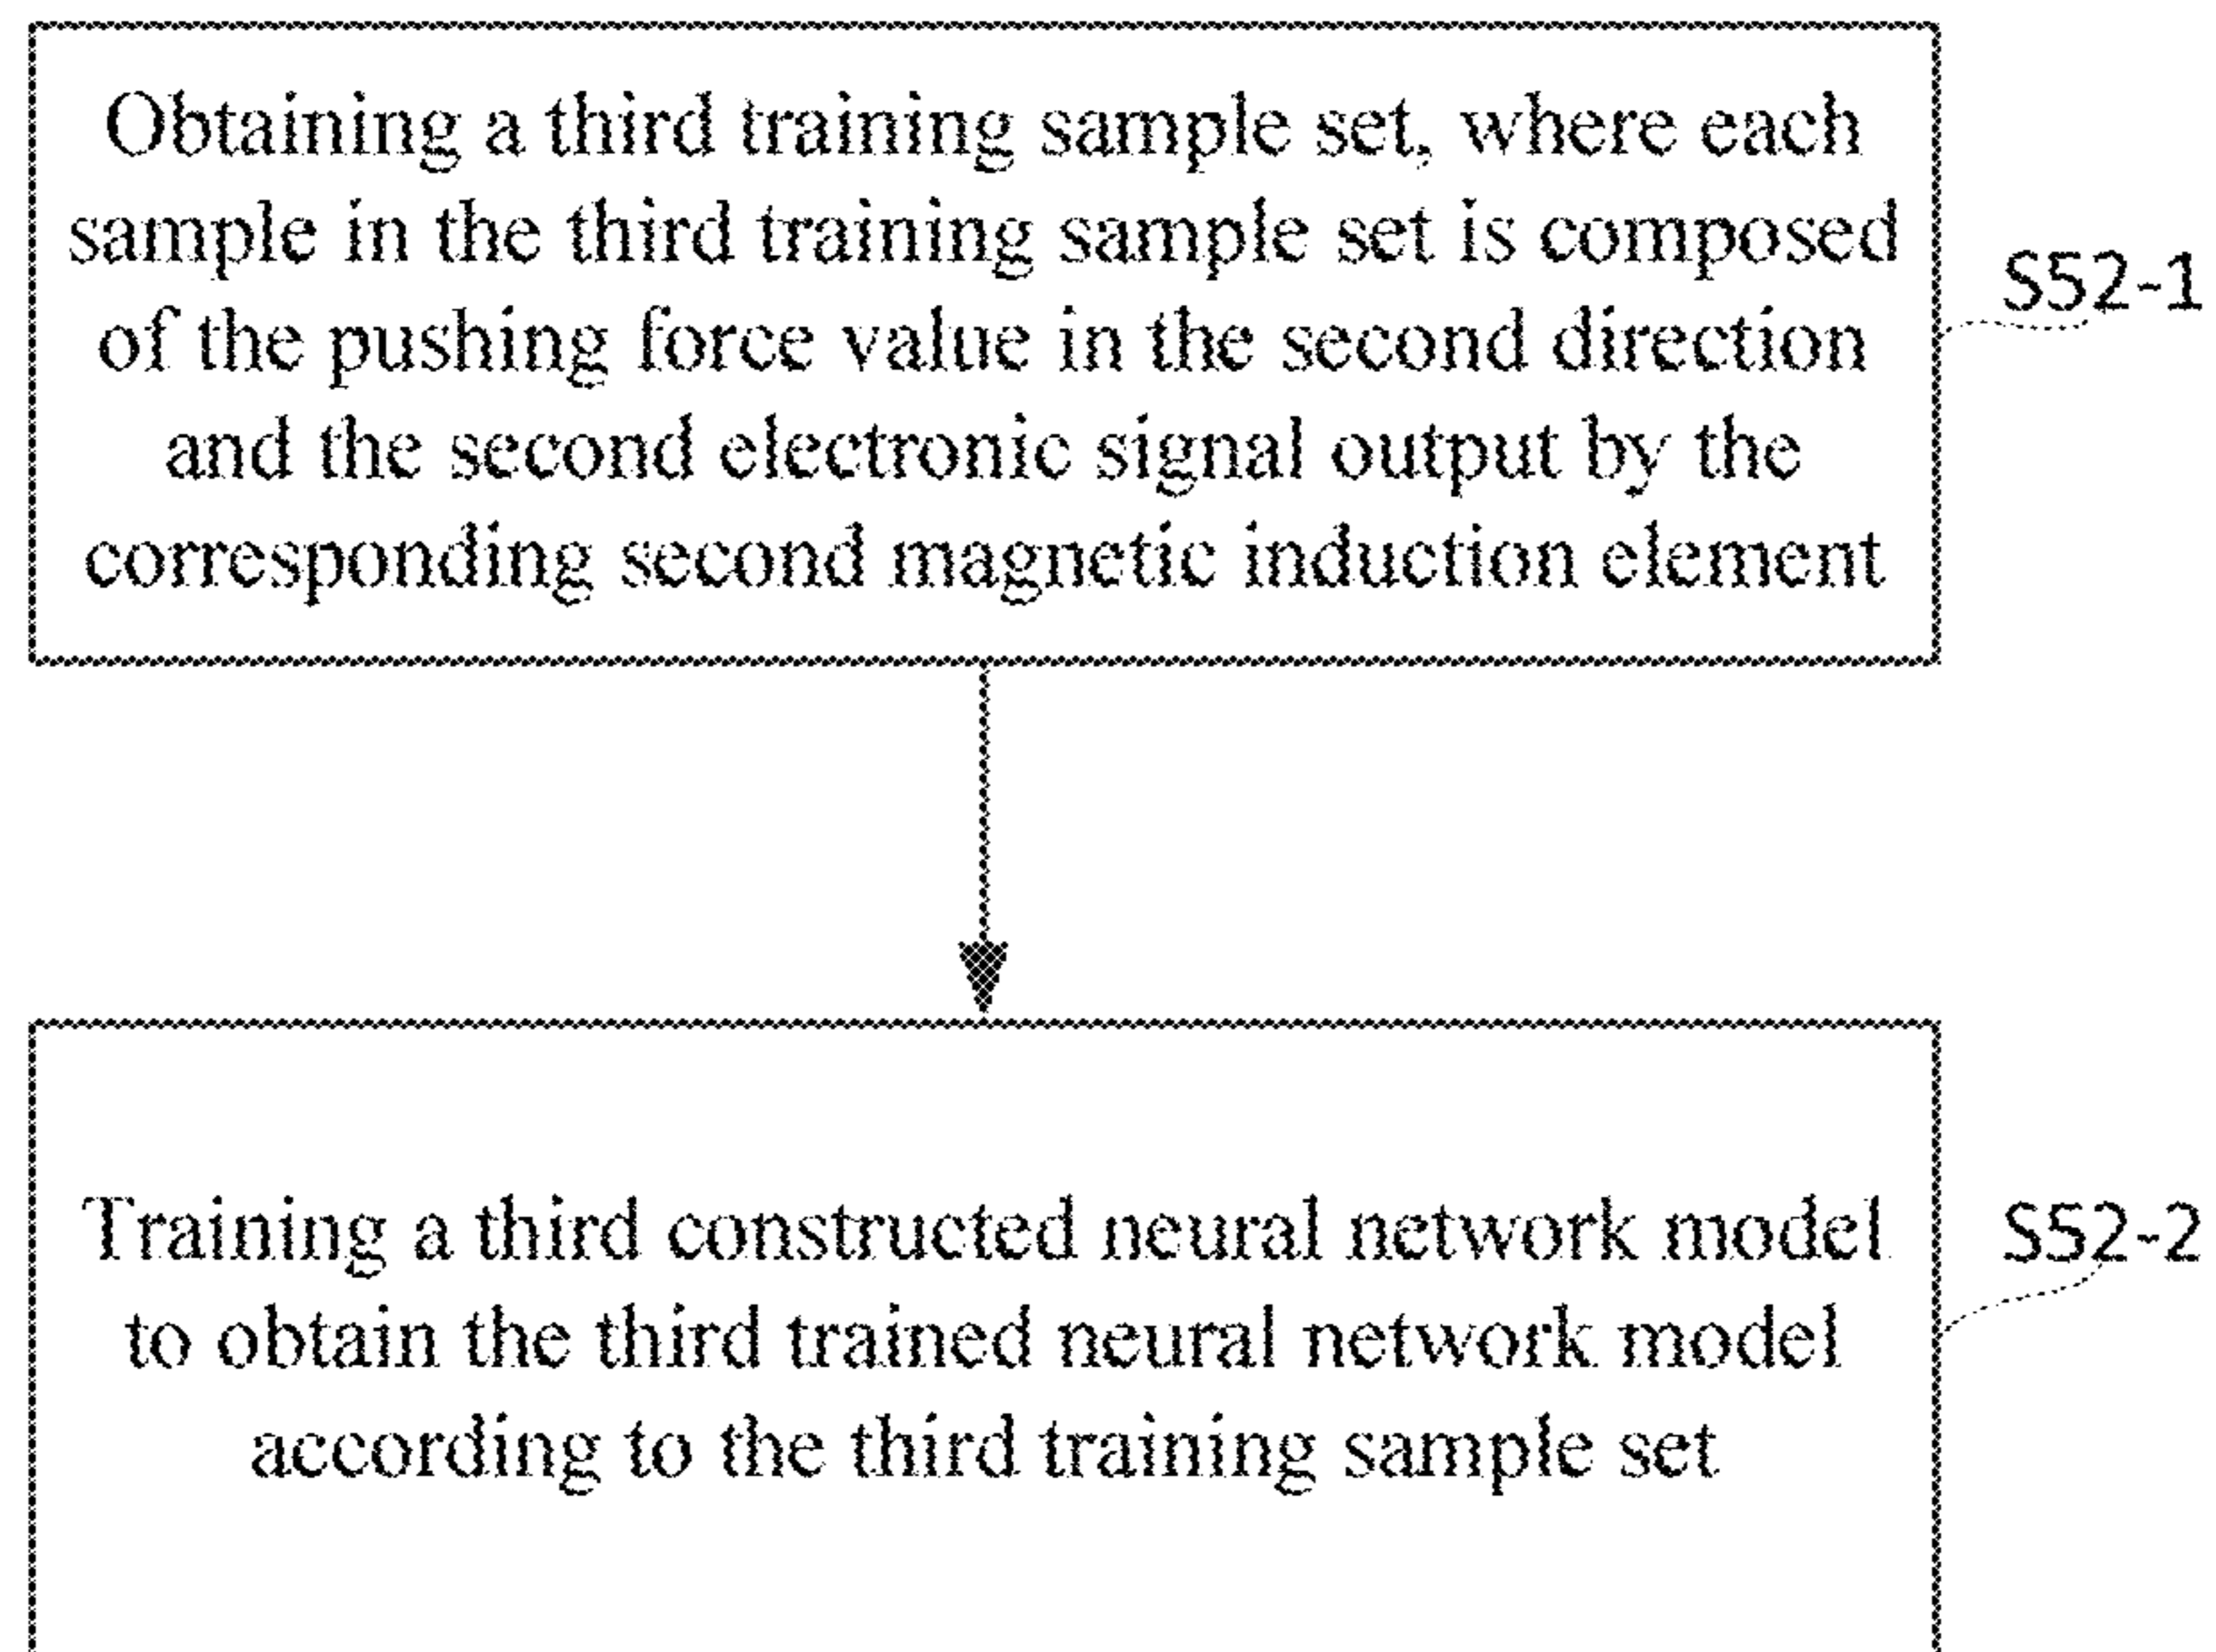 Obtaining a third training sample set, where each
sample in the third training sample set is composed
of the pushing force value in the second direction
and the second electronic signal output by the
corresponding second magnetic induction element
S52-1
Training a third constructed neural network model
to obtain the third trained neural network model
according to the third training sample set
S52-2